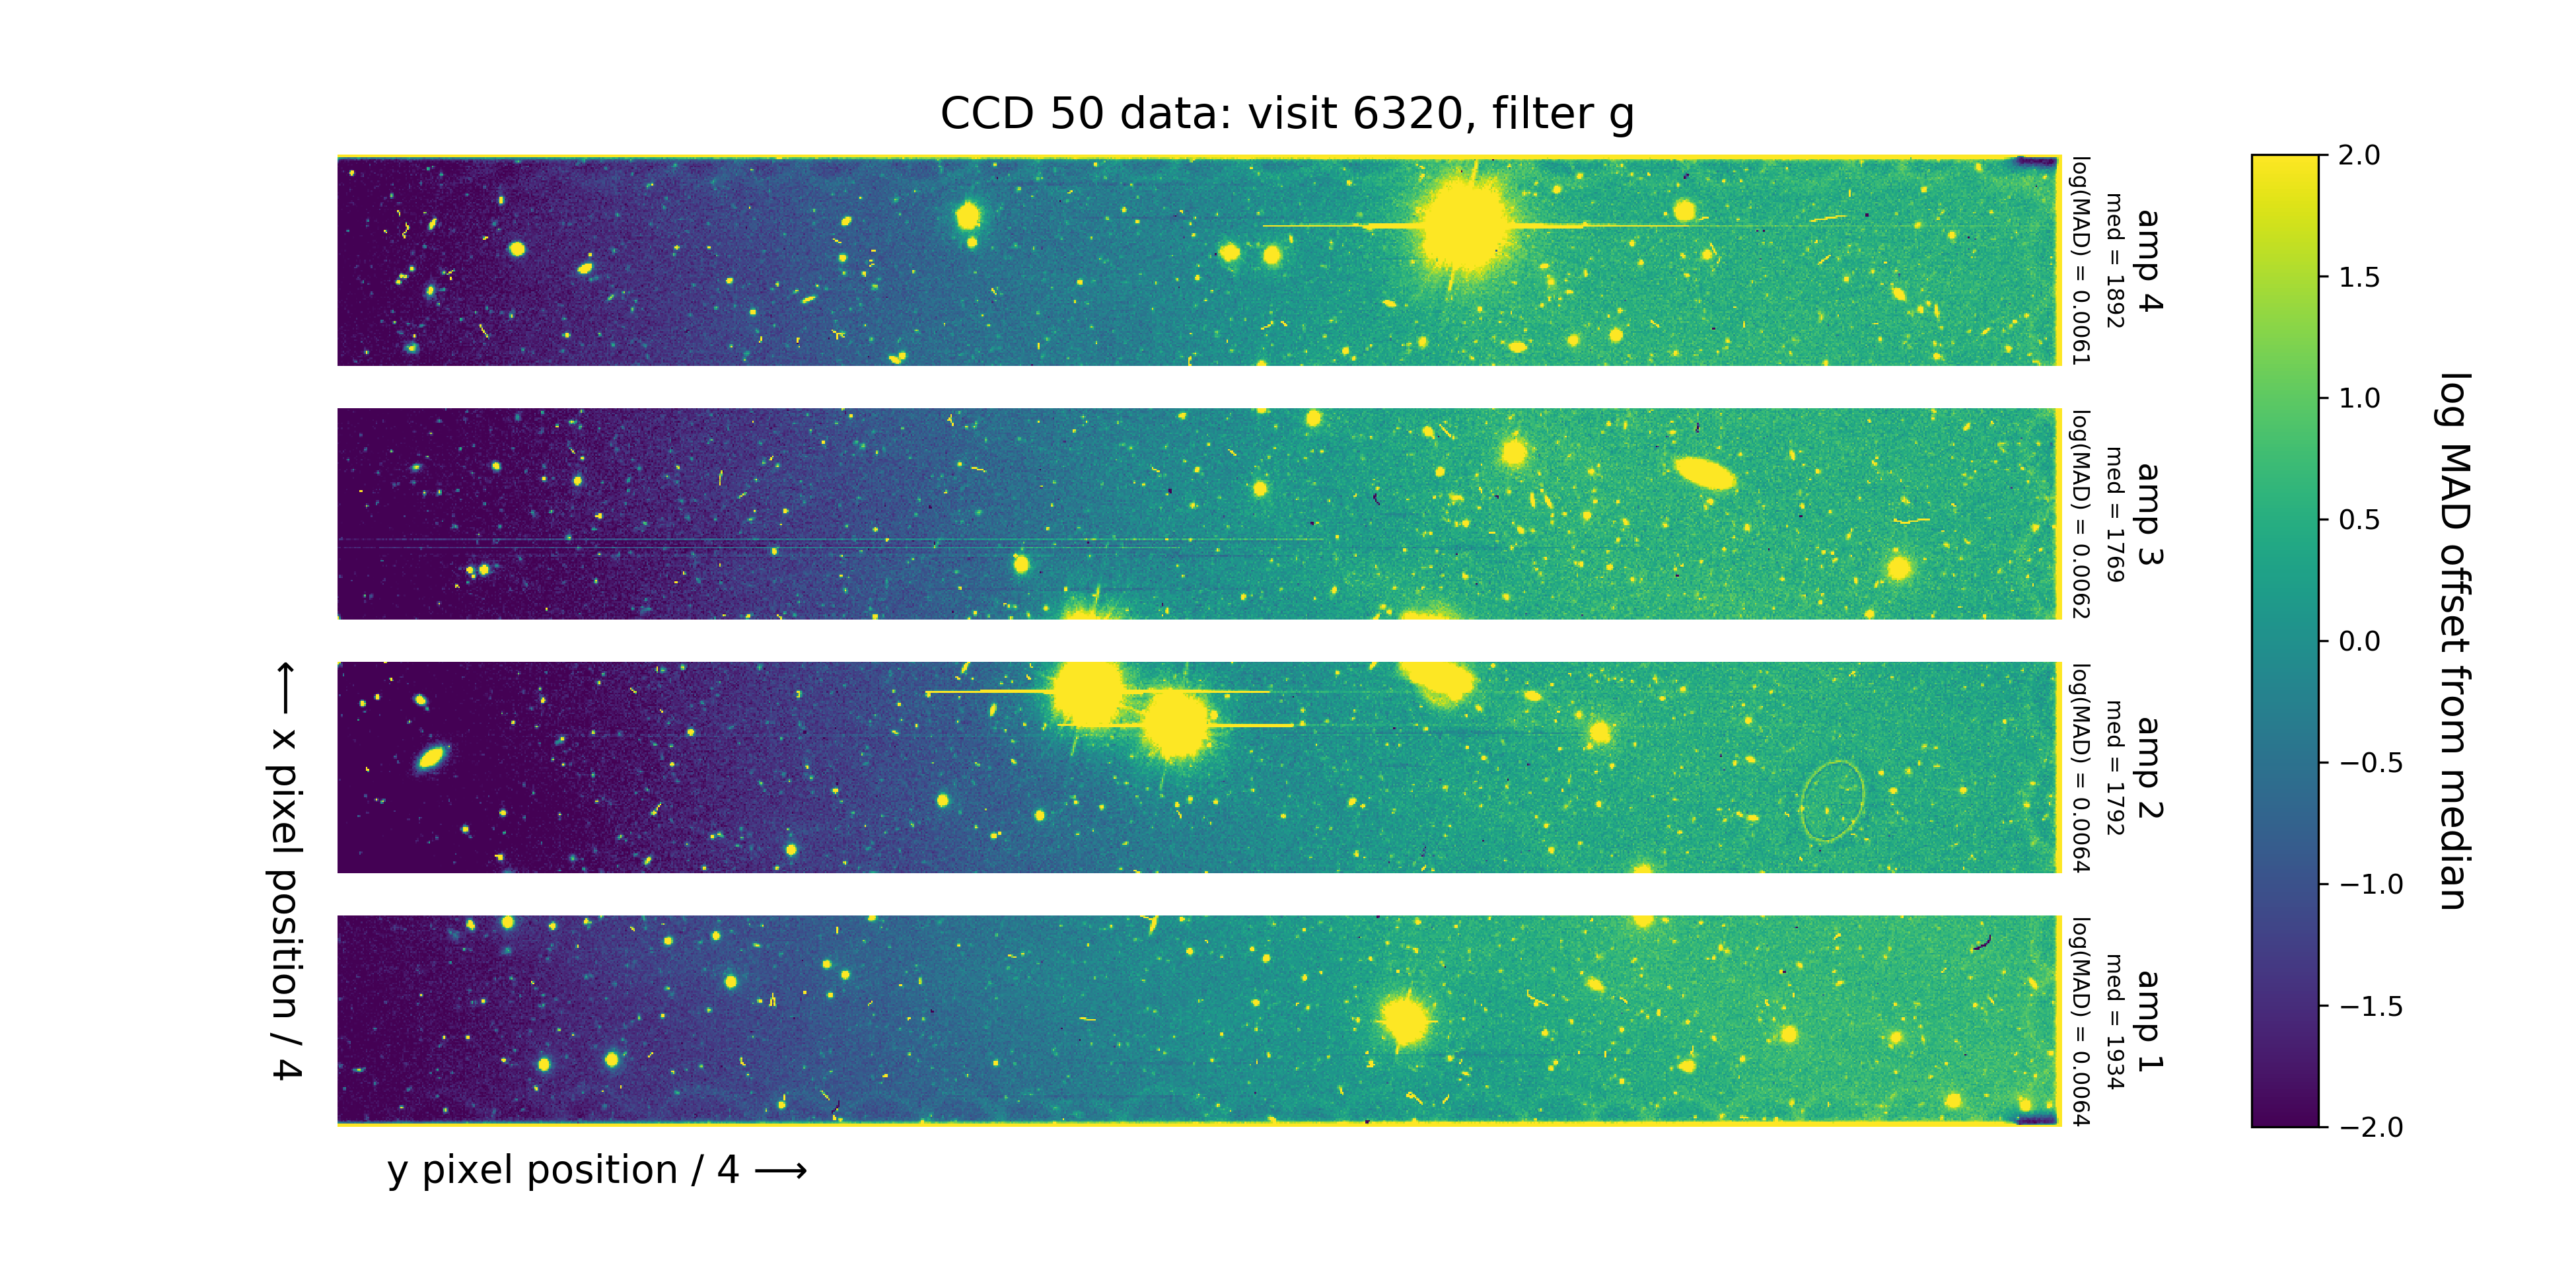 CCD 50 data: visit 6320, filter g
amp 4
med = 1892
log(MAD) = 0.0061
amp 3
med = 1769
log(MAD) = 0.0062
amp 2
med = 1792
log(MAD) = 0.0064
amp 1
med = 1934
log(MAD) = 0.0064
⟵ x pixel position / 4
y pixel position / 4 ⟶
2.0
1.5
1.0
0.5
0.0
−0.5
−1.0
−1.5
−2.0
log MAD offset from median